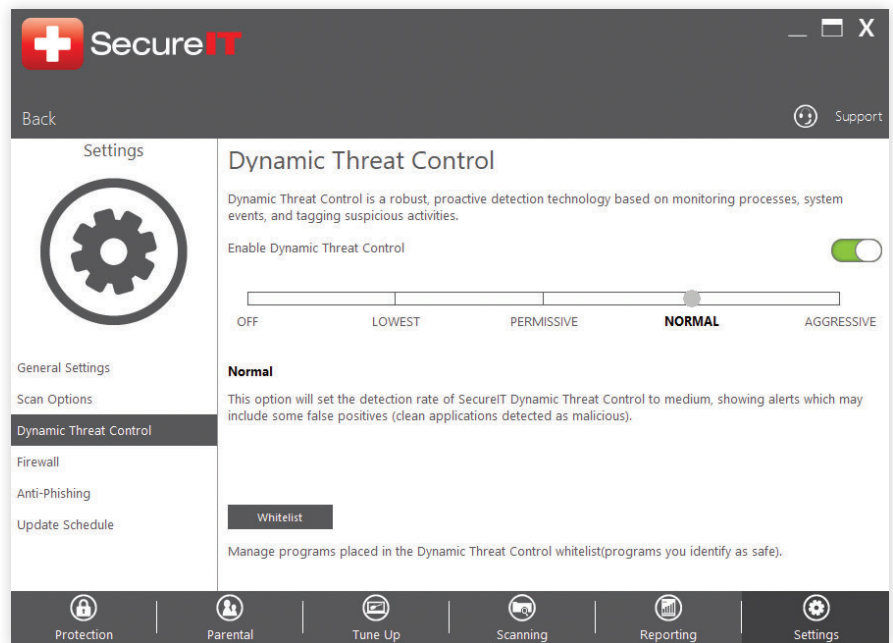 SecureIT
X
Back
Support
Settings
Dynamic Threat Control
Dynamic Threat Control is a robust, proactive detection technology based on monitoring processes, system
events, and tagging suspicious activities.
Enable Dynamic Threat Control
OFF LOWEST PERMISSIVE NORMAL AGGRESSIVE
General Settings
Scan Options
Dynamic Threat Control
Firewall
Anti-Phishing
Update Schedule
Normal
This option will set the detection rate of SecureIT Dynamic Threat Control to medium, showing alerts which may
include some false positives (clean applications detected as malicious).
Whitelist
Manage programs placed in the Dynamic Threat Control whitelist(programs you identify as safe).
Protection Parental Tune Up Scanning Reporting Settings